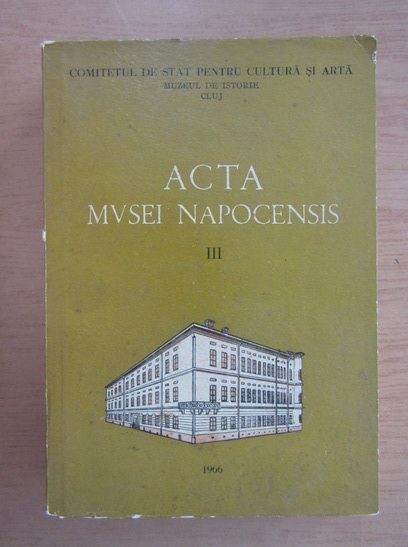 COMITETUL DE STAT PENTRU CULTURĂ ȘI ARTĂ
MUZEUL DE ISTORIE
CLUJ
ACTA
MVSEI NAPOCENSIS
III
1966